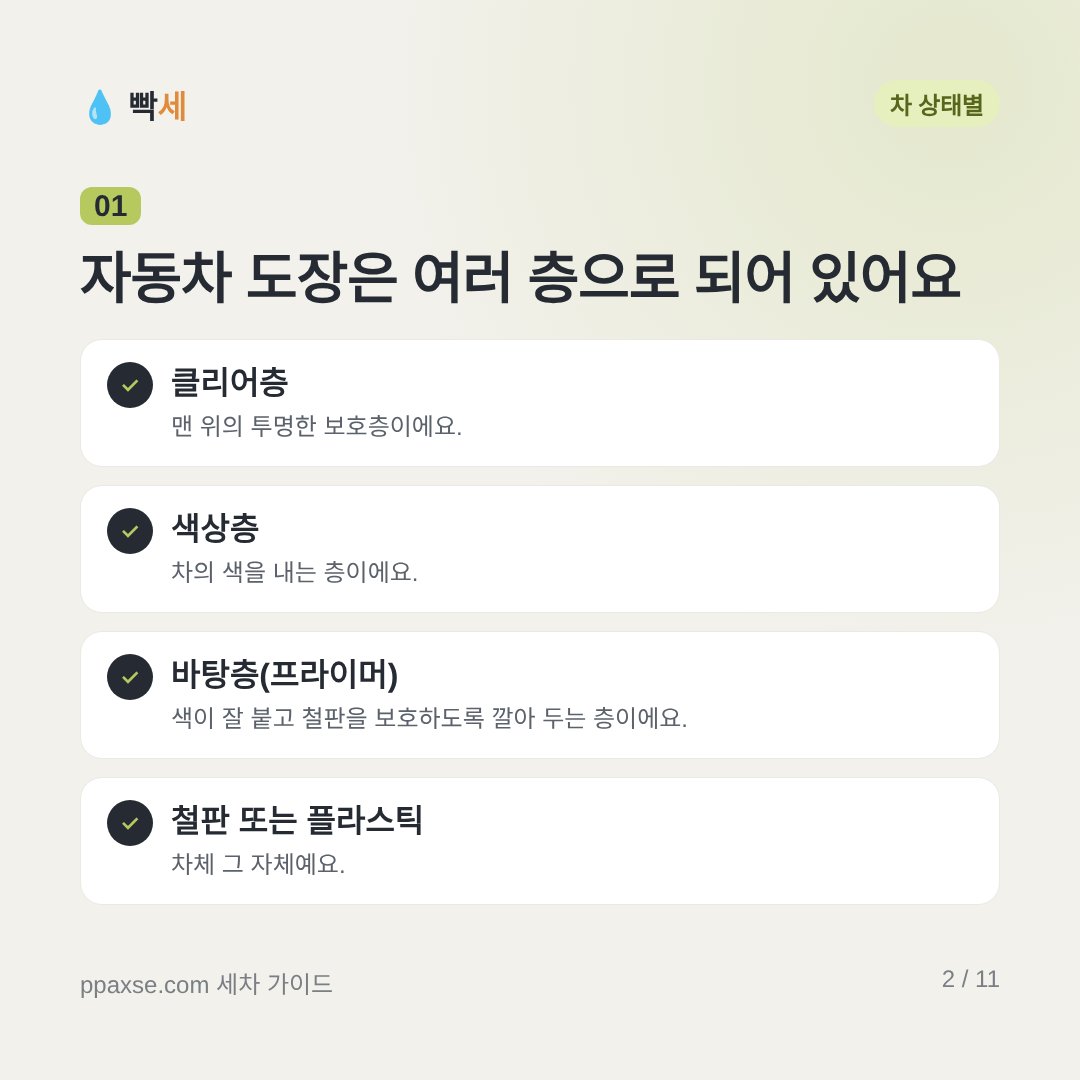 빡세
차 상태별
01
자동차 도장은 여러 층으로 되어 있어요
클리어층
맨 위의 투명한 보호층이에요.
색상층
차의 색을 내는 층이에요.
바탕층(프라이머)
색이 잘 붙고 철판을 보호하도록 깔아 두는 층이에요.
철판 또는 플라스틱
차체 그 자체예요.
ppaxse.com 세차 가이드
2 / 11